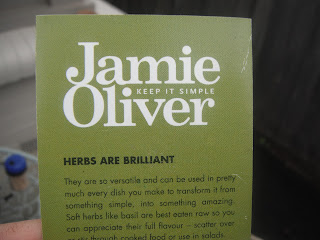 Jamie
KEEP IT SIMPLE
Oliver
HERBS ARE BRILLIANT
They are so versatile and can be used in pretty
much every dish you make to transform it from
something simple, into something amazing.
Soft herbs like basil are best eaten raw so you
can appreciate their full flavour – scatter over
through cooked food or use in salads.